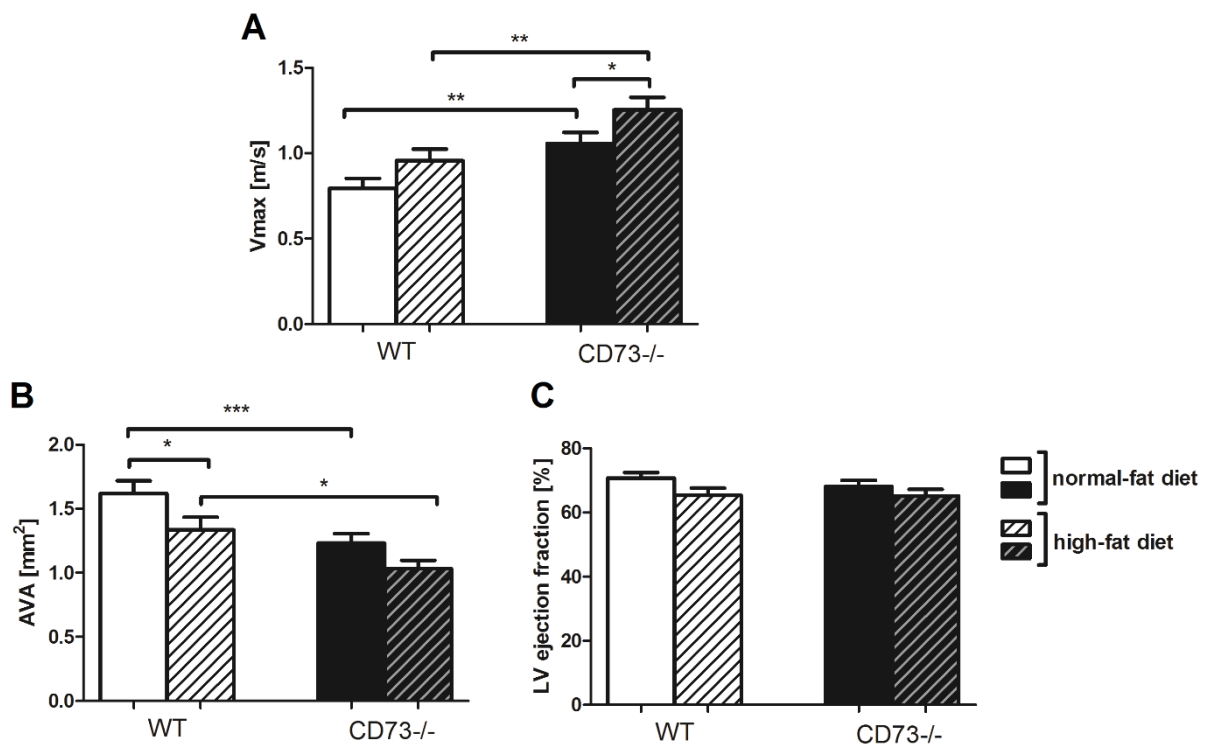 A
**
**
*
Vmax [m/s]
1.5
1.0
0.5
0.0
WT
CD73-/-
B
***
*
*
AVA [mm²]
2.0
1.5
1.0
0.5
0.0
WT
CD73-/-
C
LV ejection fraction [%]
80
60
40
20
0
WT
CD73-/-
normal-fat diet
high-fat diet